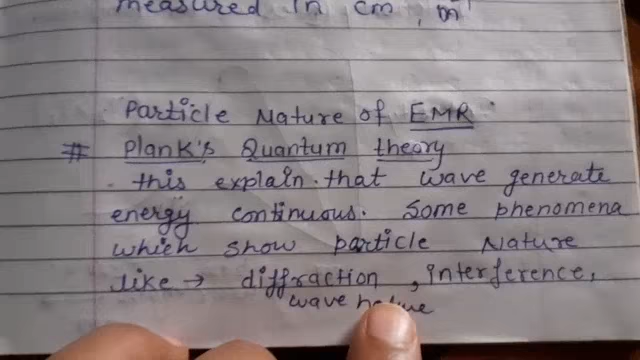 measured in cm, m
Particle Nature of EMR
# Plank's Quantum theory
this explain that wave generate
energy continuous. Some phenomena
which show particle Nature
like → diffraction, interference,
wave nature